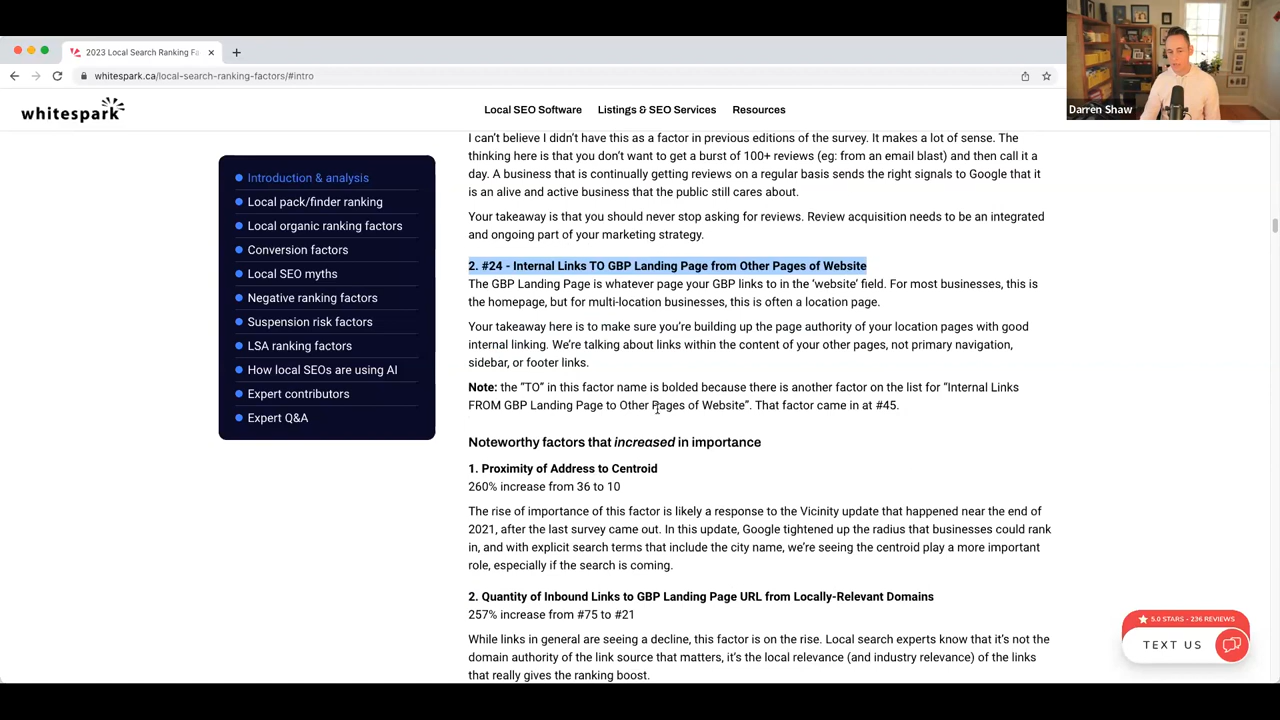 2023 Local Search Ranking Fa
whitespark.ca/local-search-ranking-factors/#intro
Darren Shaw
whitespark
Local SEO Software
Listings & SEO Services
Resources
Introduction & analysis
Local pack/finder ranking
Local organic ranking factors
Conversion factors
Local SEO myths
Negative ranking factors
Suspension risk factors
LSA ranking factors
How local SEOs are using AI
Expert contributors
Expert Q&A
I can’t believe I didn’t have this as a factor in previous editions of the survey. It makes a lot of sense. The
thinking here is that you don’t want to get a burst of 100+ reviews (eg: from an email blast) and then call it a
day. A business that is continually getting reviews on a regular basis sends the right signals to Google that it
is an alive and active business that the public still cares about.
Your takeaway is that you should never stop asking for reviews. Review acquisition needs to be an integrated
and ongoing part of your marketing strategy.
2. #24 - Internal Links TO GBP Landing Page from Other Pages of Website
The GBP Landing Page is whatever page your GBP links to in the ‘website’ field. For most businesses, this is
the homepage, but for multi-location businesses, this is often a location page.
Your takeaway here is to make sure you’re building up the page authority of your location pages with good
internal linking. We’re talking about links within the content of your other pages, not primary navigation,
sidebar, or footer links.
Note: the “TO” in this factor name is bolded because there is another factor on the list for “Internal Links
FROM GBP Landing Page to Other Pages of Website”. That factor came in at #45.
Noteworthy factors that increased in importance
1. Proximity of Address to Centroid
260% increase from 36 to 10
The rise of importance of this factor is likely a response to the Vicinity update that happened near the end of
2021, after the last survey came out. In this update, Google tightened up the radius that businesses could rank
in, and with explicit search terms that include the city name, we’re seeing the centroid play a more important
role, especially if the search is coming.
2. Quantity of Inbound Links to GBP Landing Page URL from Locally-Relevant Domains
257% increase from #75 to #21
While links in general are seeing a decline, this factor is on the rise. Local search experts know that it’s not the
domain authority of the link source that matters, it’s the local relevance (and industry relevance) of the links
that really gives the ranking boost.
5.0 STARS - 236 REVIEWS
TEXT US